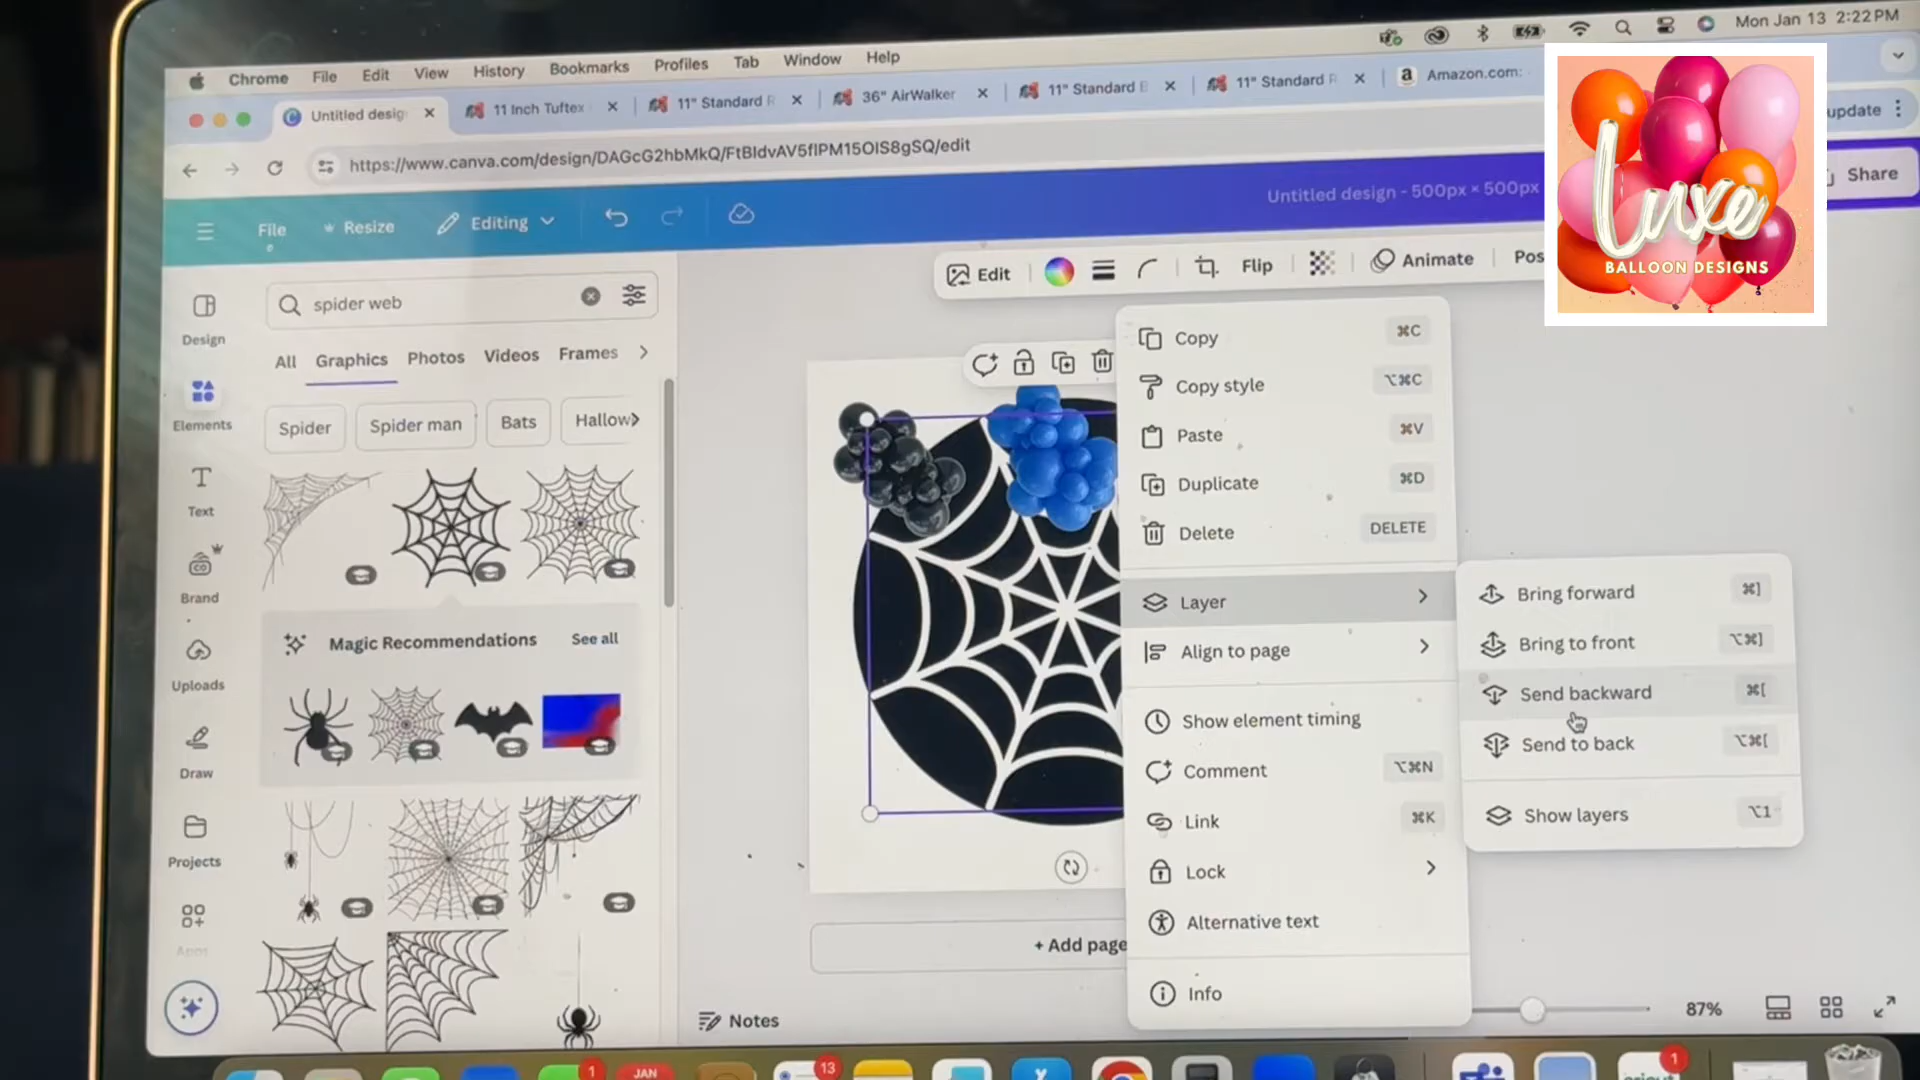 Mon Jan 13 2:22 PM
Chrome File Edit View History Bookmarks Profiles Tab Window Help
Untitled desig 11 Inch Tuftex 11" Standard R 36" AirWalker 11" Standard 11" Standard Amazon.com:
https://www.canva.com/design/DAGcG2hbMkQ/
update
File Resize Editing
Untitled design - 500px × 500px
Share
Luxe
BALLOON DESIGNS
Edit Flip Animate Pos
Design
Elements
Text
Brand
Uploads
Draw
Projects
Apps
spider web
All Graphics Photos Videos Frames
Spider Spider man Bats Hallow
Magic Recommendations See all
Copy ⌘C
Copy style ⌥⌘C
Paste ⌘V
Duplicate ⌘D
Delete DELETE
Layer
Align to page
Show element timing
Comment ⌥⌘N
Link ⌘K
Lock
Alternative text
Info
Bring forward ⌘]
Bring to front ⌥⌘]
Send backward ⌘[
Send to back ⌥⌘[
Show layers ⌥1
+ Add page
Notes
87%
1
JAN
13
cricut
1